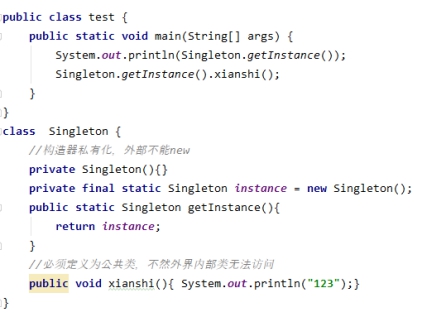 public class test {
public static void main(String[] args) {
System.out.println(Singleton.getInstance());
Singleton.getInstance().xianshi();
}
}
class  Singleton {
//构造器私有化，外部不能new
private Singleton(){}
private final static Singleton instance = new Singleton();
public static Singleton getInstance(){
return instance;
}
//必须定义为公共类，不然外界内部类无法访问
public void xianshi(){ System.out.println("123");}
}